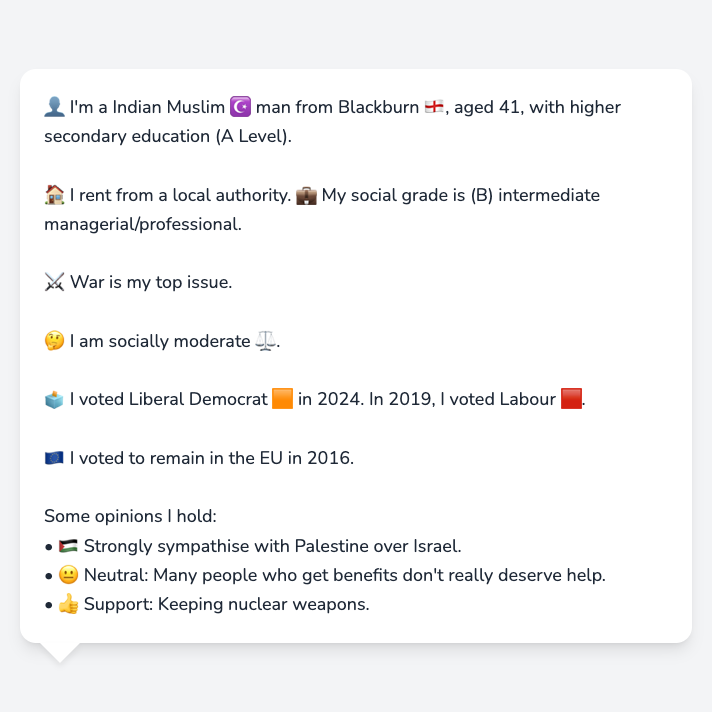 👤 I'm a Indian Muslim ☪️ man from Blackburn 🏴󠁧󠁢󠁥󠁮󠁧󠁿, aged 41, with higher
secondary education (A Level).
🏠 I rent from a local authority. 💼 My social grade is (B) intermediate
managerial/professional.
⚔️ War is my top issue.
🤔 I am socially moderate ⚖️.
🗳️ I voted Liberal Democrat 🟧 in 2024. In 2019, I voted Labour 🟥.
🇪🇺 I voted to remain in the EU in 2016.
Some opinions I hold:
• 🇵🇸 Strongly sympathise with Palestine over Israel.
• 😐 Neutral: Many people who get benefits don't really deserve help.
• 👍 Support: Keeping nuclear weapons.